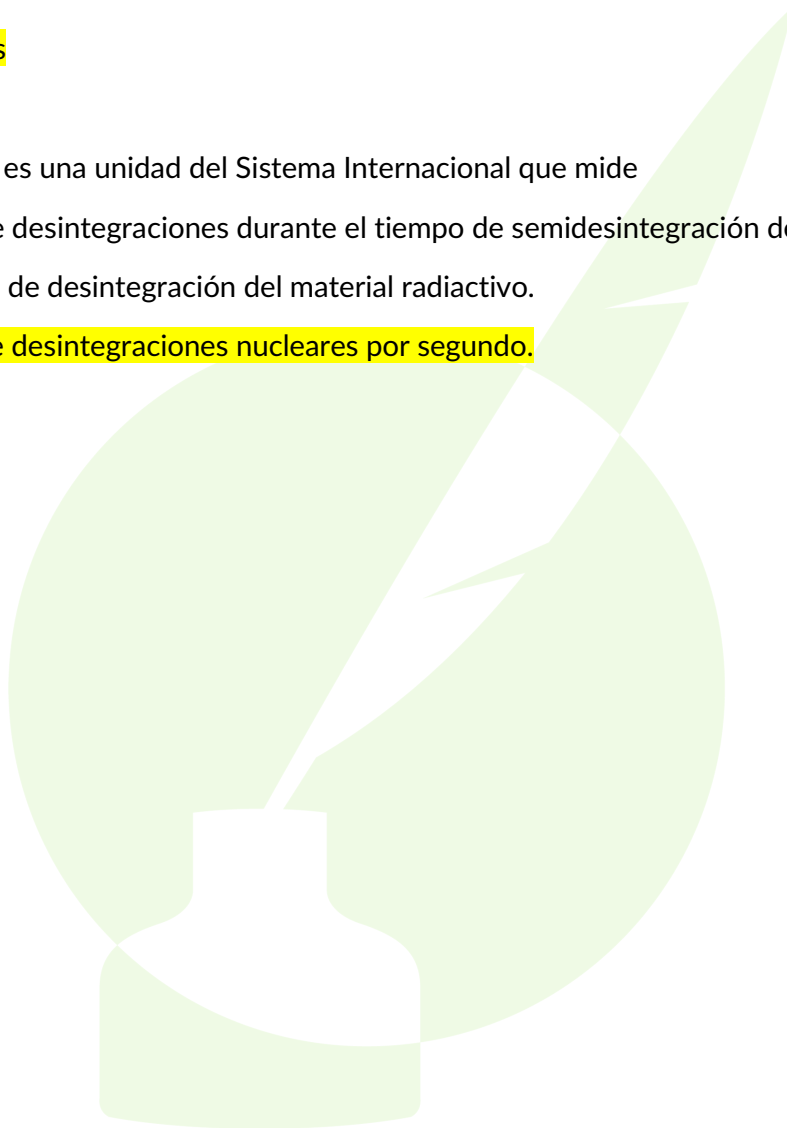 s
es una unidad del Sistema Internacional que mide
e desintegraciones durante el tiempo de semidesintegración de
de desintegración del material radiactivo.
e desintegraciones nucleares por segundo.